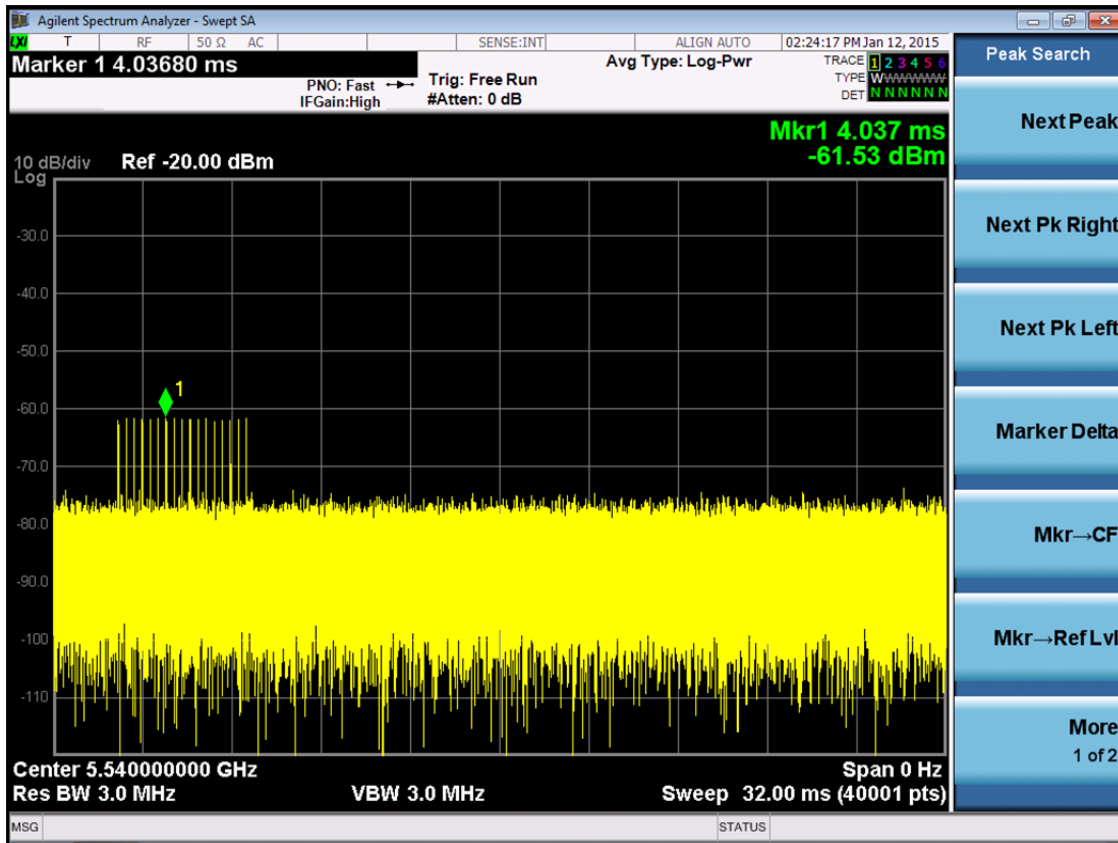 Agilent Spectrum Analyzer - Swept SA
LXI T RF 50 Ω AC SENSE:INT ALIGN AUTO 02:24:17 PM Jan 12, 2015
Marker 1 4.03680 ms
PNO: Fast
IFGain:High
Trig: Free Run
#Atten: 0 dB
Avg Type: Log-Pwr
TRACE 1 2 3 4 5 6
TYPE WWWWWW
DET N N N N N N
Mkr1 4.037 ms
-61.53 dBm
10 dB/div Ref -20.00 dBm
Log
-30.0
-40.0
-50.0
1
-60.0
-70.0
-80.0
-90.0
-100
-110
Center 5.540000000 GHz Span 0 Hz
Res BW 3.0 MHz VBW 3.0 MHz Sweep 32.00 ms (40001 pts)
MSG STATUS
Peak Search
Next Peak
Next Pk Right
Next Pk Left
Marker Delta
Mkr→CF
Mkr→Ref Lvl
More
1 of 2